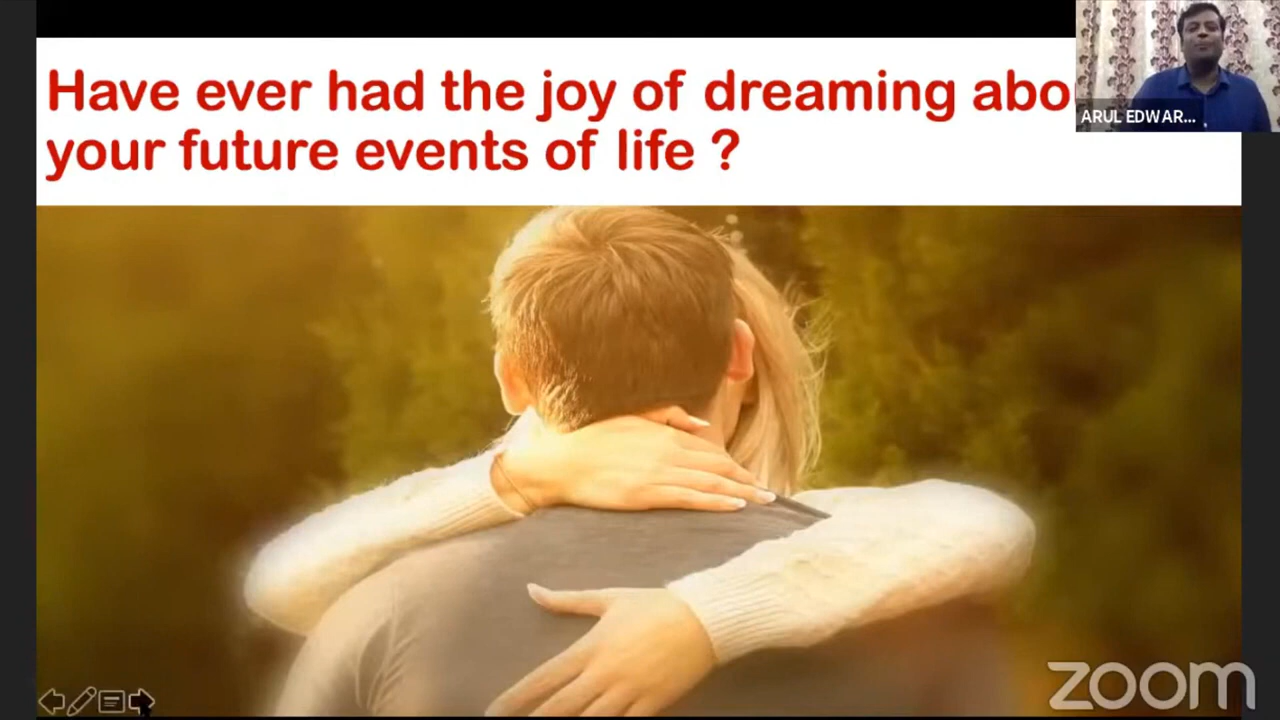 Have ever had the joy of dreaming abo
your future events of life ?
ARUL EDWAR...
zoom